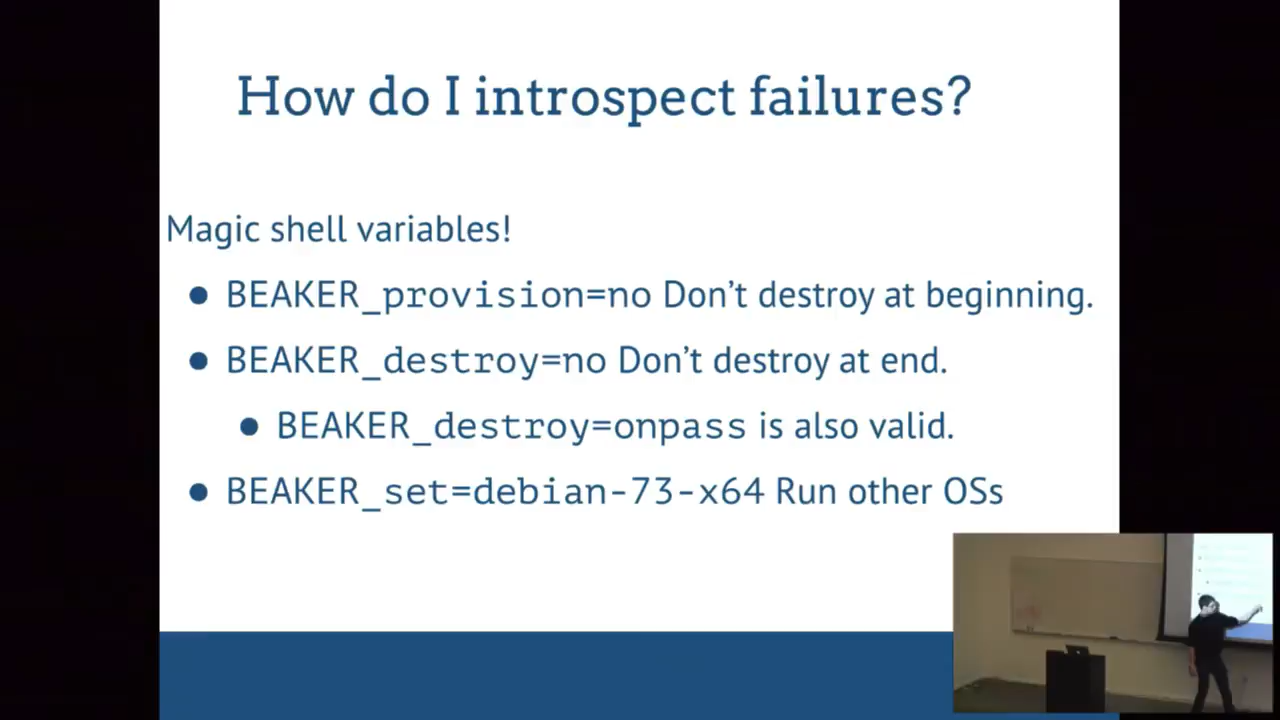 How do I introspect failures?
Magic shell variables!
● BEAKER_provision=no Don’t destroy at beginning.
● BEAKER_destroy=no Don’t destroy at end.
● BEAKER_destroy=onpass is also valid.
● BEAKER_set=debian-73-x64 Run other OSs